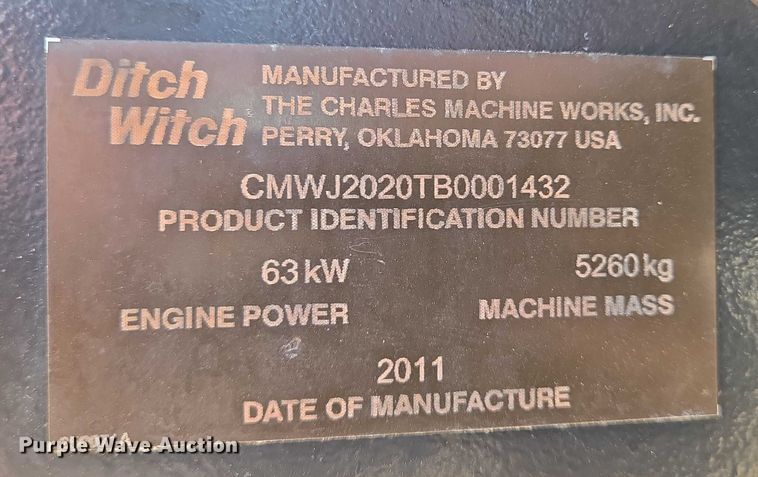 Ditch Witch
MANUFACTURED BY
THE CHARLES MACHINE WORKS, INC.
PERRY, OKLAHOMA 73077 USA
CMWJ2020TB0001432
PRODUCT IDENTIFICATION NUMBER
63 kW
5260 kg
ENGINE POWER
MACHINE MASS
2011
DATE OF MANUFACTURE
Purple Wave Auction